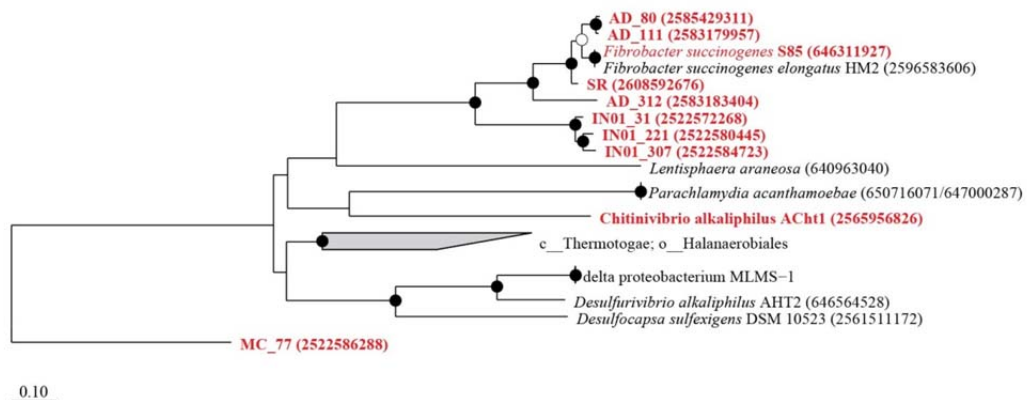 AD_80 (2585429311)
AD_111 (2583179957)
Fibrobacter succinogenes S85 (646311927)
Fibrobacter succinogenes elongatus HM2 (2596583606)
SR (2608592676)
AD_312 (2583183404)
IN01_31 (2522572268)
IN01_221 (2522580445)
IN01_307 (2522584723)
Lentisphaera araneosa (640963040)
Parachlamydia acanthamoebae (650716071/647000287)
Chitinivibrio alkaliphilus ACht1 (2565956826)
c__Thermotogae; o__Halanaerobiales
delta proteobacterium MLMS−1
Desulfurivibrio alkaliphilus AHT2 (646564528)
Desulfocapsa sulfexigens DSM 10523 (2561511172)
MC_77 (2522586288)
0.10